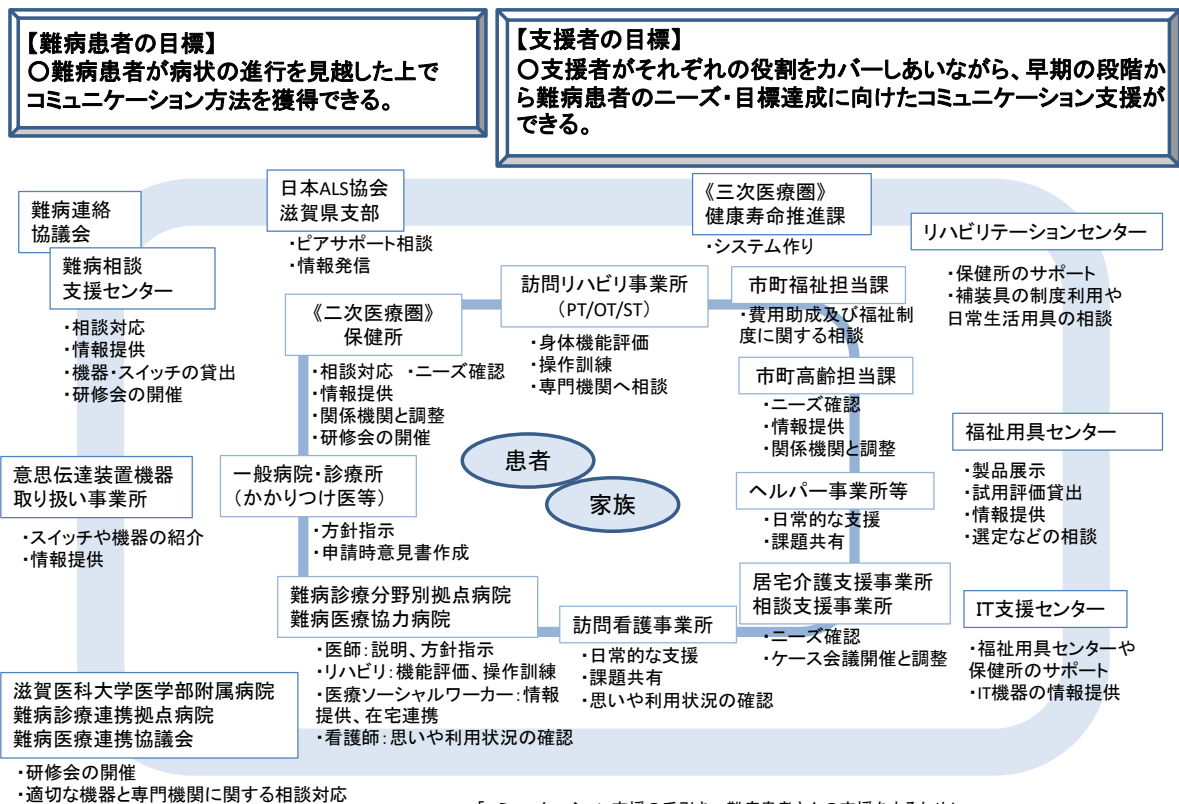 【難病患者の目標】
〇難病患者が病状の進行を見越した上で
コミュニケーション方法を獲得できる。
【支援者の目標】
〇支援者がそれぞれの役割をカバーしあいながら、早期の段階か
ら難病患者のニーズ・目標達成に向けたコミュニケーション支援が
できる。
難病連絡
協議会
難病相談
支援センター
・相談対応
・情報提供
・機器・スイッチの貸出
・研修会の開催
日本ALS協会
滋賀県支部
・ピアサポート相談
・情報発信
《三次医療圏》
健康寿命推進課
・システム作り
リハビリテーションセンター
・保健所のサポート
・補装具の制度利用や
日常生活用具の相談
《二次医療圏》
保健所
・相談対応 ・ニーズ確認
・情報提供
・関係機関と調整
・研修会の開催
訪問リハビリ事業所
(PT/OT/ST)
・身体機能評価
・操作訓練
・専門機関へ相談
市町福祉担当課
・費用助成及び福祉制
度に関する相談
市町高齢担当課
・ニーズ確認
・情報提供
・関係機関と調整
福祉用具センター
・製品展示
・試用評価貸出
・情報提供
・選定などの相談
意思伝達装置機器
取り扱い事業所
・スイッチや機器の紹介
・情報提供
一般病院・診療所
(かかりつけ医等)
・方針指示
・申請時意見書作成
患者
家族
ヘルパー事業所等
・日常的な支援
・課題共有
難病診療分野別拠点病院
難病医療協力病院
・医師:説明、方針指示
・リハビリ:機能評価、操作訓練
・医療ソーシャルワーカー:情報
提供、在宅連携
・看護師:思いや利用状況の確認
訪問看護事業所
・日常的な支援
・課題共有
・思いや利用状況の確認
居宅介護支援事業所
相談支援事業所
・ニーズ確認
・ケース会議開催と調整
IT支援センター
・福祉用具センターや
保健所のサポート
・IT機器の情報提供
滋賀医科大学医学部附属病院
難病診療連携拠点病院
難病医療連携協議会
・研修会の開催
・適切な機器と専門機関に関する相談対応